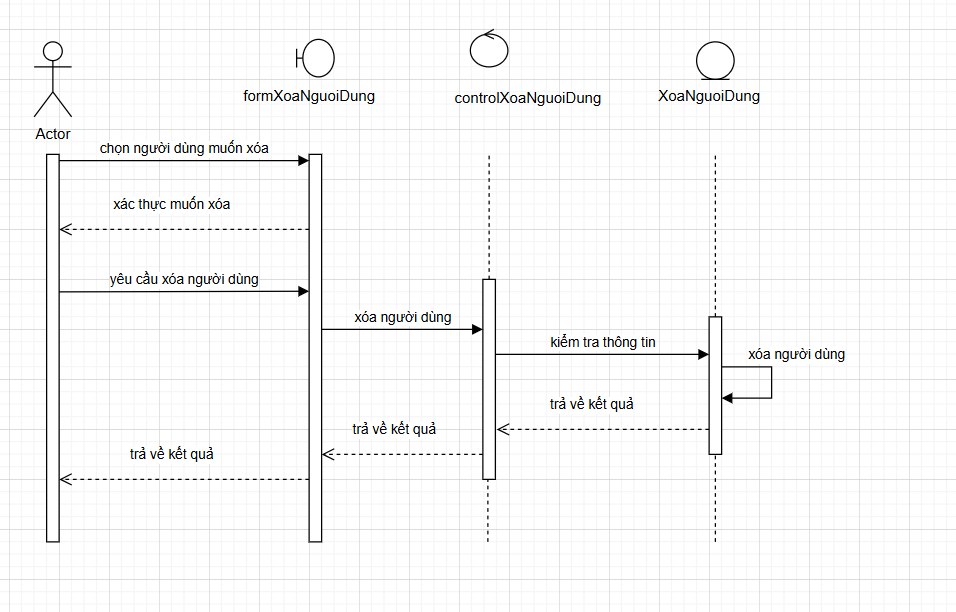 formXoaNguoiDung
controlXoaNguoiDung
XoaNguoiDung
Actor
chọn người dùng muốn xóa
xác thực muốn xóa
yêu cầu xóa người dùng
xóa người dùng
kiểm tra thông tin
xóa người dùng
trả về kết quả
trả về kết quả
trả về kết quả